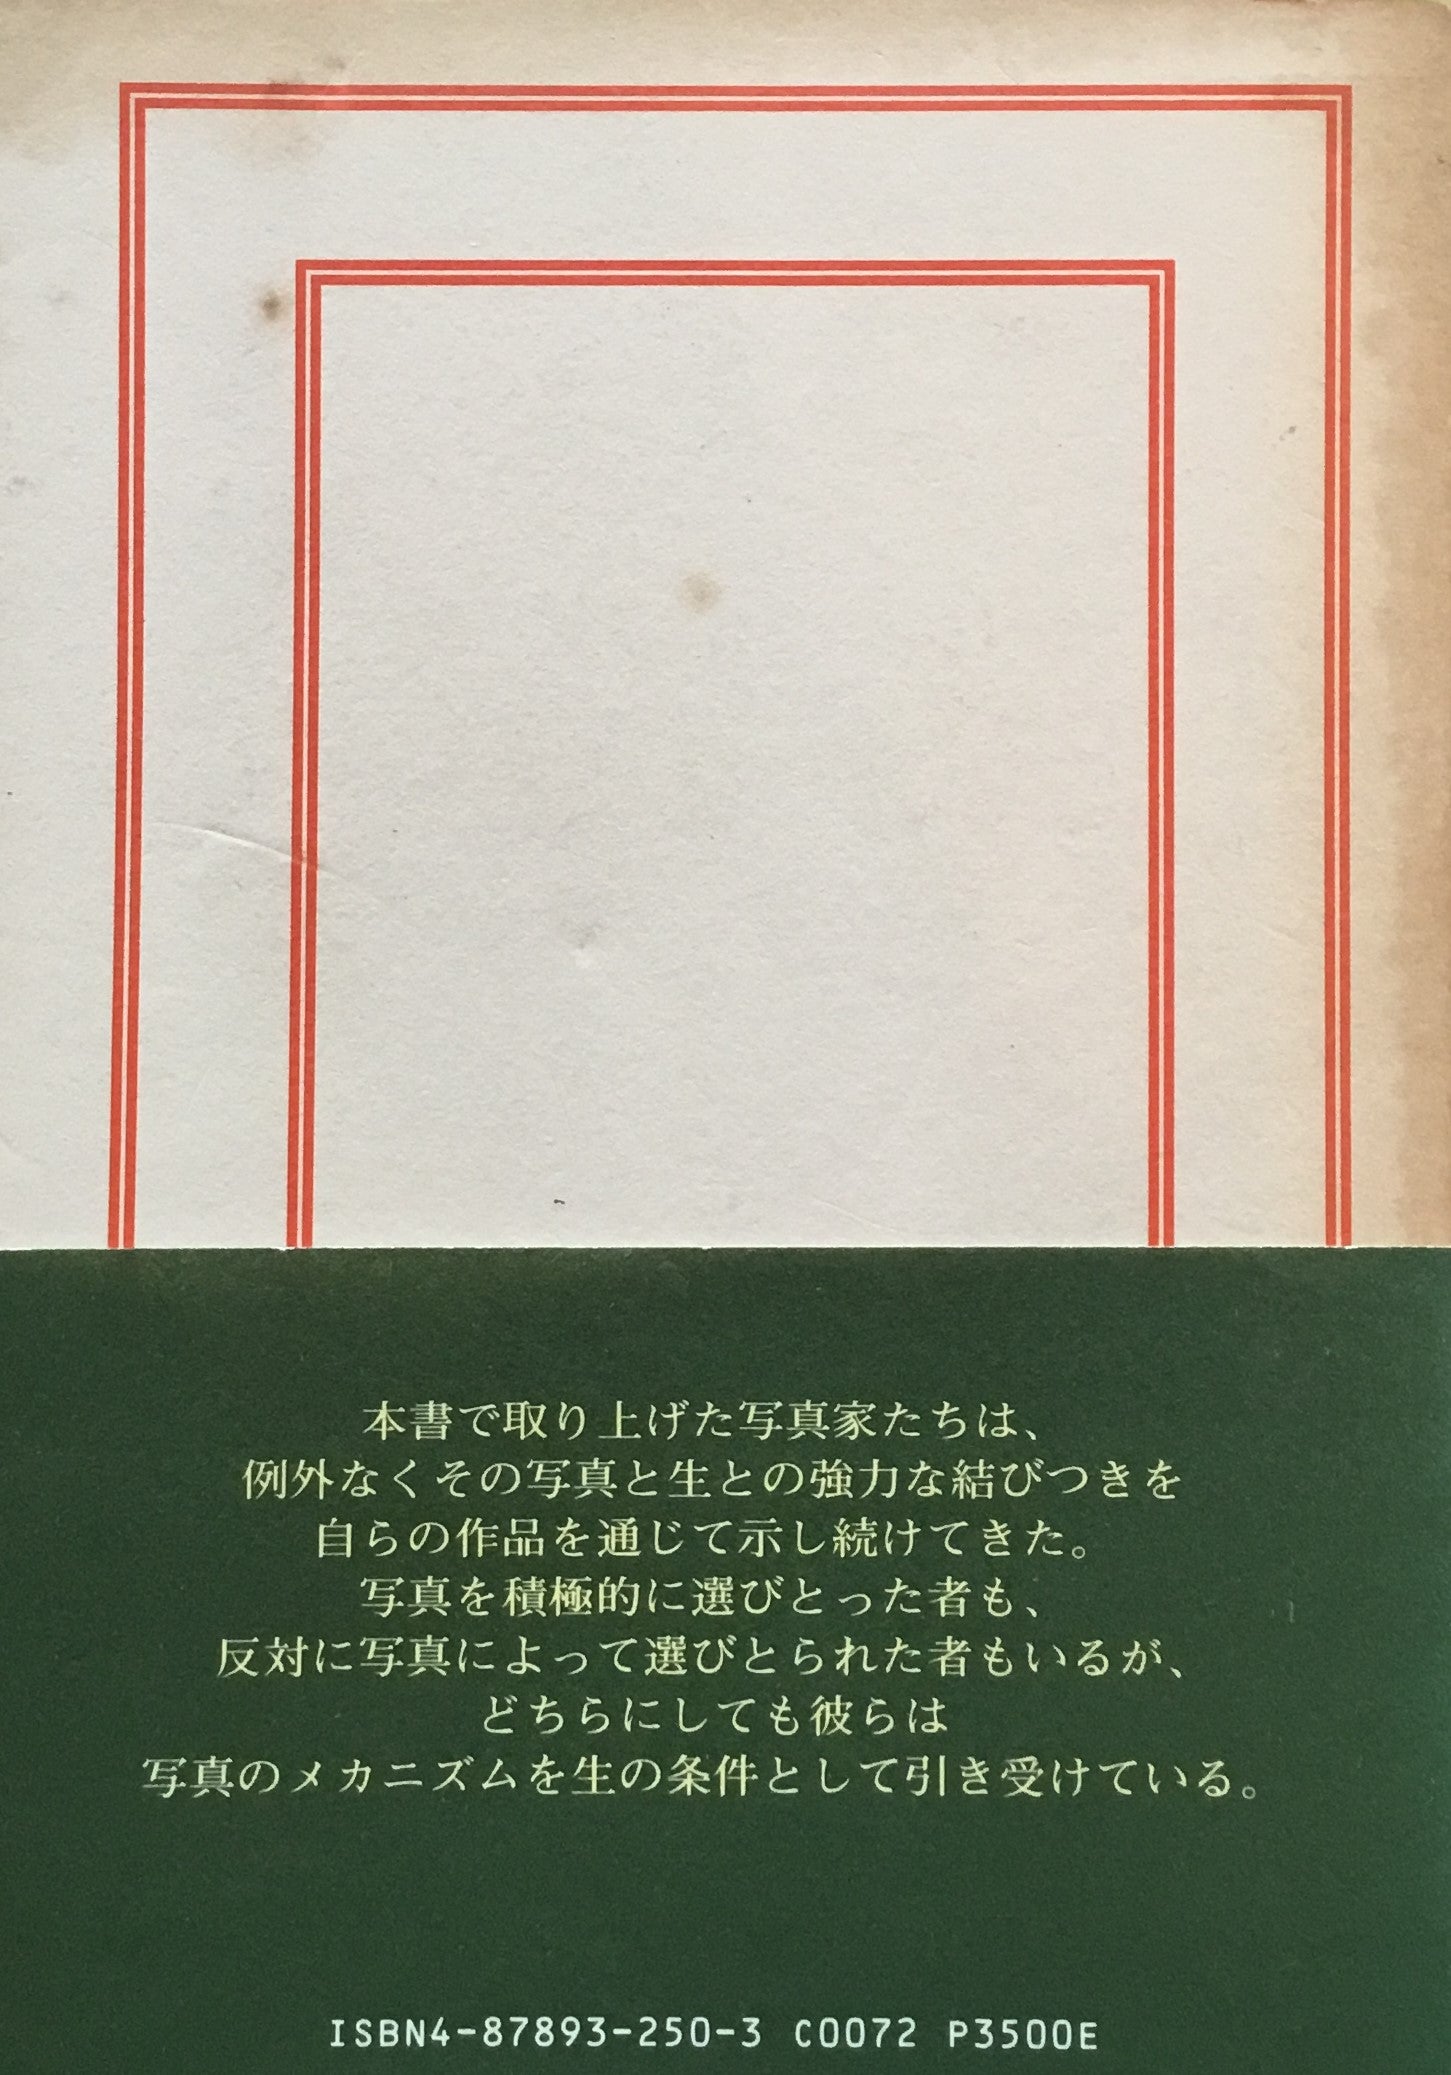 本書で取り上げた写真家たちは、
例外なくその写真と生との強力な結びつきを
自らの作品を通じて示し続けてきた。
写真を積極的に選びとった者も、
反対に写真によって選びとられた者もいるが、
どちらにしても彼らは
写真のメカニズムを生の条件として引き受けている。
ISBN4-87893-250-3 C0072 P3500E